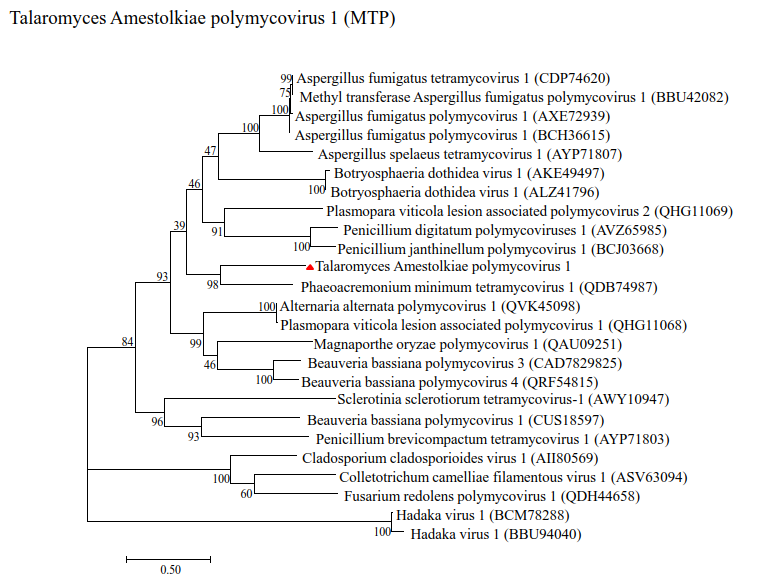 Talaromyces Amestolkiae polymycovirus 1 (MTP)
99 Aspergillus fumigatus tetramycovirus 1 (CDP74620)
75 Methyl transferase Aspergillus fumigatus polymycovirus 1 (BBU42082)
100 Aspergillus fumigatus polymycovirus 1 (AXE72939)
100 Aspergillus fumigatus polymycovirus 1 (BCH36615)
47 Aspergillus spelaeus tetramycovirus 1 (AYP71807)
Botryosphaeria dothidea virus 1 (AKE49497)
46 100 Botryosphaeria dothidea virus 1 (ALZ41796)
Plasmopara viticola lesion associated polymycovirus 2 (QHG11069)
39 91 Penicillium digitatum polymycoviruses 1 (AVZ65985)
100 Penicillium janthinellum polymycovirus 1 (BCJ03668)
Talaromyces Amestolkiae polymycovirus 1
93 98 Phaeoacremonium minimum tetramycovirus 1 (QDB74987)
100 Alternaria alternata polymycovirus 1 (QVK45098)
Plasmopara viticola lesion associated polymycovirus 1 (QHG11068)
84 99 Magnaporthe oryzae polymycovirus 1 (QAU09251)
46 Beauveria bassiana polymycovirus 3 (CAD7829825)
100 Beauveria bassiana polymycovirus 4 (QRF54815)
Sclerotinia sclerotiorum tetramycovirus-1 (AWY10947)
96 Beauveria bassiana polymycovirus 1 (CUS18597)
93 Penicillium brevicompactum tetramycovirus 1 (AYP71803)
Cladosporium cladosporioides virus 1 (AII80569)
100 Colletotrichum camelliae filamentous virus 1 (ASV63094)
60 Fusarium redolens polymycovirus 1 (QDH44658)
Hadaka virus 1 (BCM78288)
100 Hadaka virus 1 (BBU94040)
0.50